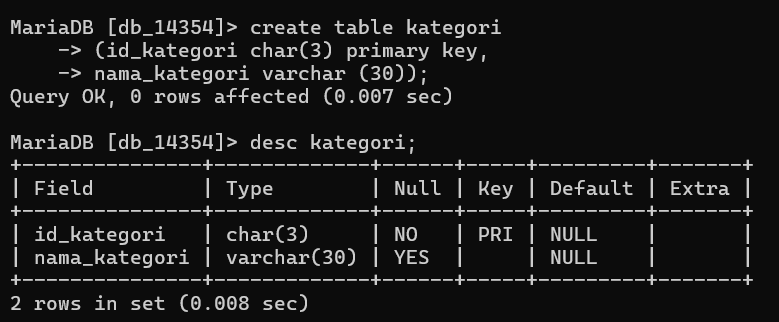 MariaDB [db_14354]> create table kategori
    -> (id_kategori char(3) primary key,
    -> nama_kategori varchar (30));
Query OK, 0 rows affected (0.007 sec)

MariaDB [db_14354]> desc kategori;
+---------------+-------------+------+-----+---------+-------+
| Field         | Type        | Null | Key | Default | Extra |
+---------------+-------------+------+-----+---------+-------+
| id_kategori   | char(3)     | NO   | PRI | NULL    |       |
| nama_kategori | varchar(30) | YES  |     | NULL    |       |
+---------------+-------------+------+-----+---------+-------+
2 rows in set (0.008 sec)